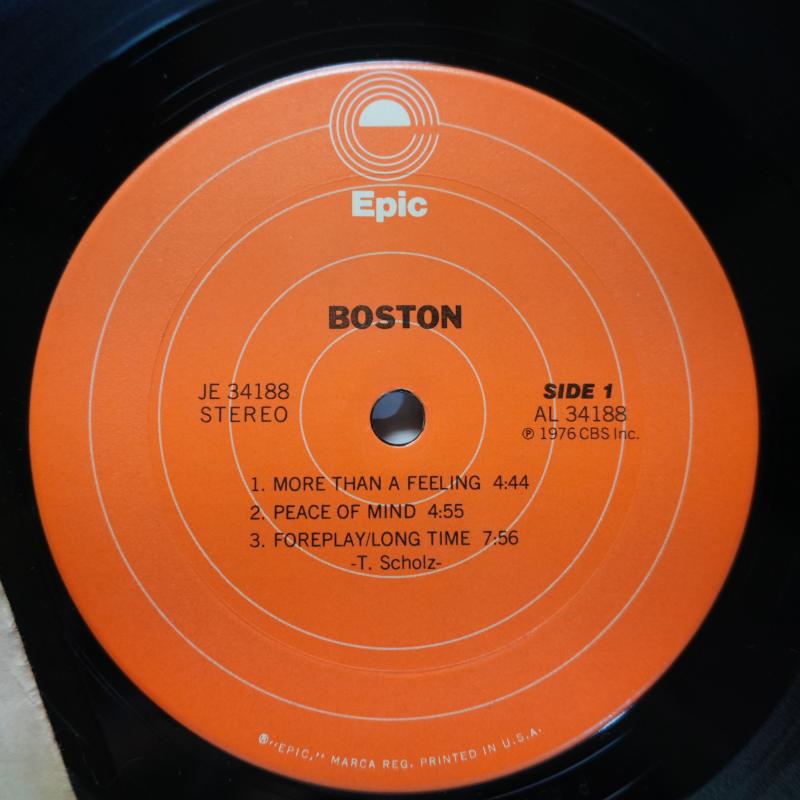 Epic
BOSTON
JE 34188
STEREO
SIDE 1
AL 34188
℗ 1976 CBS Inc.
1. MORE THAN A FEELING 4:44
2. PEACE OF MIND 4:55
3. FOREPLAY/LONG TIME 7:56
-T. Scholz-
®"EPIC," MARCA REG. PRINTED IN U.S.A.